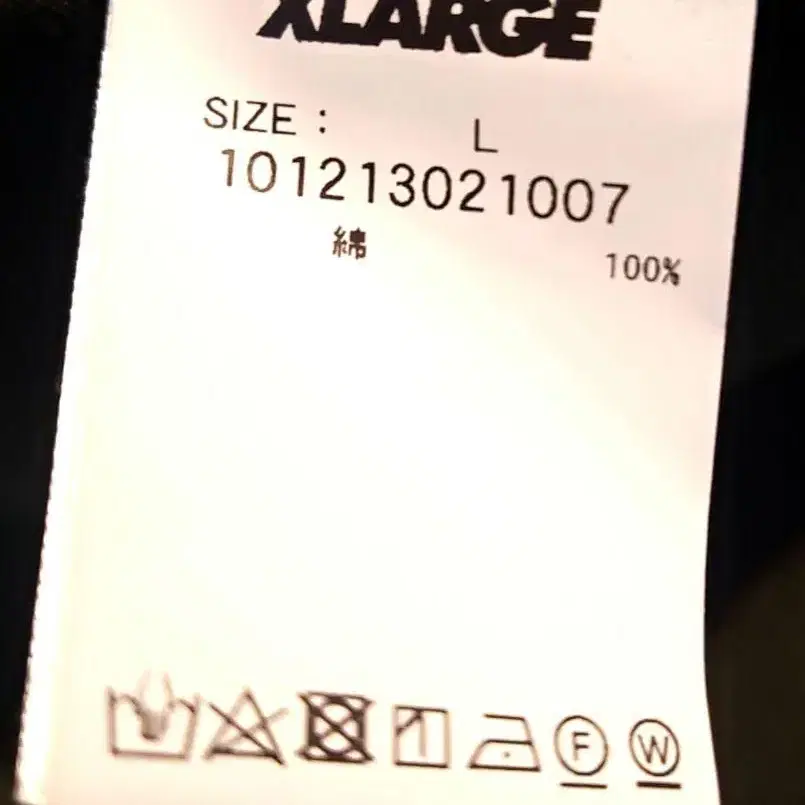 XLARGE
SIZE : L
101213021007
綿 100%
F W